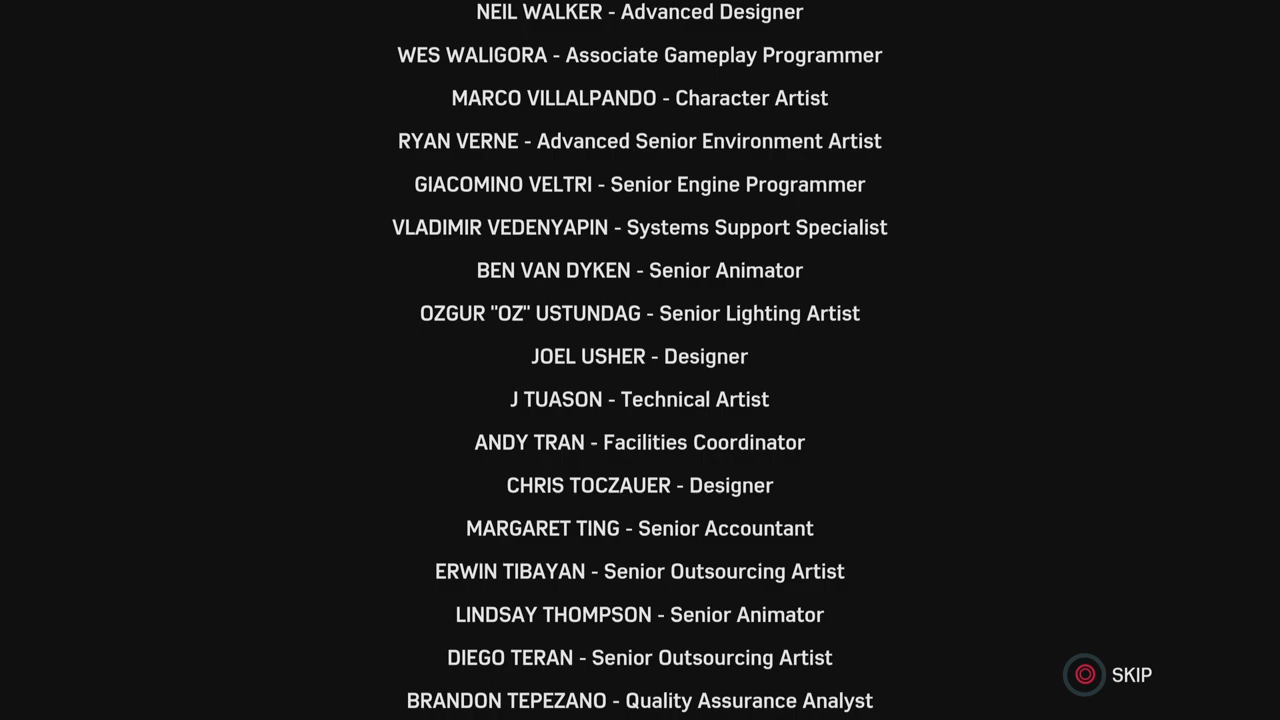 NEIL WALKER - Advanced Designer
WES WALIGORA - Associate Gameplay Programmer
MARCO VILLALPANDO - Character Artist
RYAN VERNE - Advanced Senior Environment Artist
GIACOMINO VELTRI - Senior Engine Programmer
VLADIMIR VEDENYAPIN - Systems Support Specialist
BEN VAN DYKEN - Senior Animator
OZGUR "OZ" USTUNDAG - Senior Lighting Artist
JOEL USHER - Designer
J TUASON - Technical Artist
ANDY TRAN - Facilities Coordinator
CHRIS TOCZAUER - Designer
MARGARET TING - Senior Accountant
ERWIN TIBAYAN - Senior Outsourcing Artist
LINDSAY THOMPSON - Senior Animator
DIEGO TERAN - Senior Outsourcing Artist
SKIP
BRANDON TEPEZANO - Quality Assurance Analyst